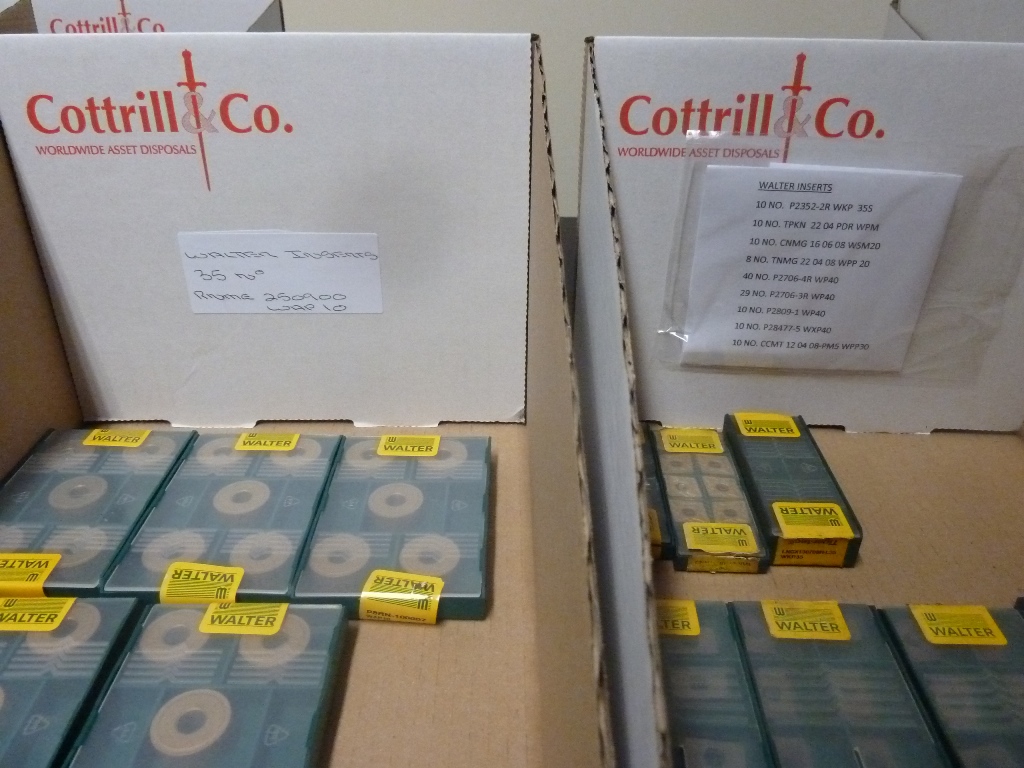 Cottrill & Co.
Cottrill & Co.
WORLDWIDE ASSET DISPOSALS
WALTER INSERTS
35 No
250900
WAP 10
WALTER
WALTER
WALTER
WALTER
WALTER
WALTER
WALTER
WALTER
Cottrill & Co.
WORLDWIDE ASSET DISPOSALS
WALTER INSERTS
10 NO. P2352-2R WKP 35S
10 NO. TPKN 22 04 PDR WPM
10 NO. CNMG 16 06 08 WSM20
8 NO. TNMG 22 04 08 WPP 20
40 NO. P2706-4R WP40
29 NO. P2706-3R WP40
10 NO. P2809-1 WP40
10 NO. P28477-5 WXP40
10 NO. CCMT 12 04 08-PM5 WPP30
WALTER
WALTER
WALTER
WALTER
WALTER
WALTER
WALTER